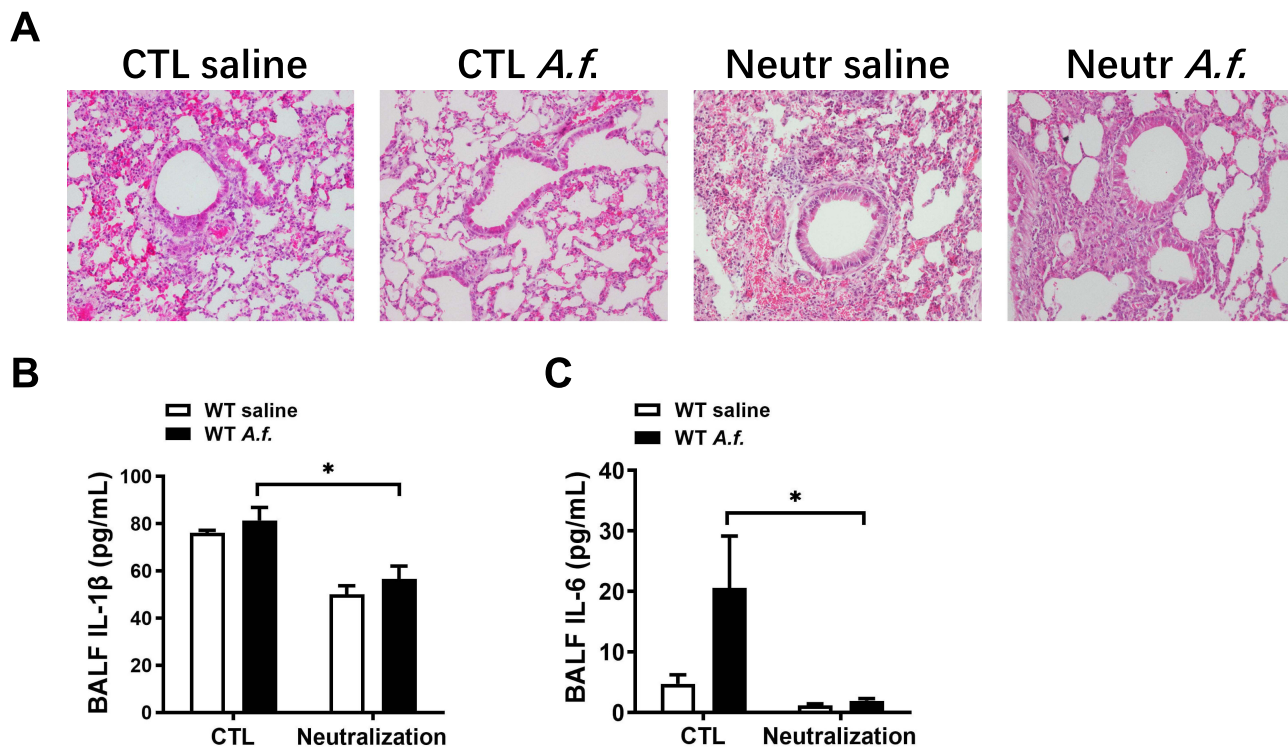 A
CTL saline
CTL A.f.
Neutr saline
Neutr A.f.
B
WT saline
WT A.f.
BALF IL-1β (pg/mL)
100
80
60
40
20
0
*
CTL
Neutralization
C
WT saline
WT A.f.
BALF IL-6 (pg/mL)
40
30
20
10
0
*
CTL
Neutralization